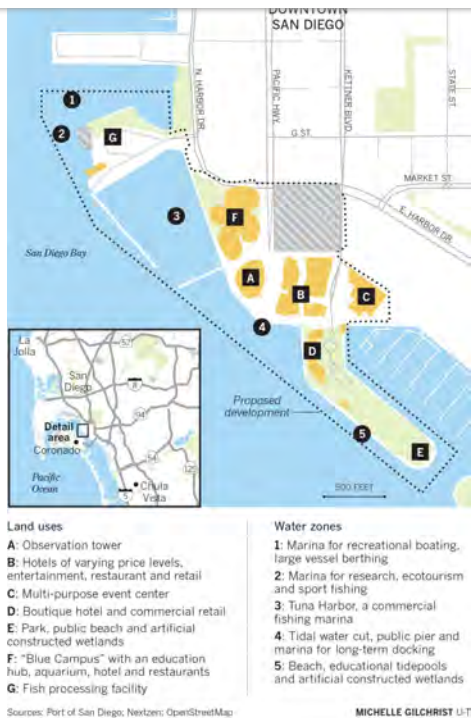 DOWNTOWN
SAN DIEGO
N. HARBOR DR.
PACIFIC HWY.
KETTNER BLVD.
STATE ST.
1
G ST.
2
G
MARKET ST.
E. HARBOR DR.
3
F
San Diego Bay
A
B
C
4
D
La
Jolla
52
San
Diego
8
Proposed
development
94
Detail
area
Coronado
5
E
54
125
Pacific
Ocean
Chula
Vista
5
500 FEET
Land uses
A: Observation tower
B: Hotels of varying price levels,
entertainment, restaurant and retail
C: Multi-purpose event center
D: Boutique hotel and commercial retail
E: Park, public beach and artificial
constructed wetlands
F: “Blue Campus” with an education
hub, aquarium, hotel and restaurants
G: Fish processing facility
Water zones
1: Marina for recreational boating,
large vessel berthing
2: Marina for research, ecotourism
and sport fishing
3: Tuna Harbor, a commercial
fishing marina
4: Tidal water cut, public pier and
marina for long-term docking
5: Beach, educational tidepools
and artificial constructed wetlands
Sources: Port of San Diego; Nextzen; OpenStreetMap
MICHELLE GILCHRIST U-T